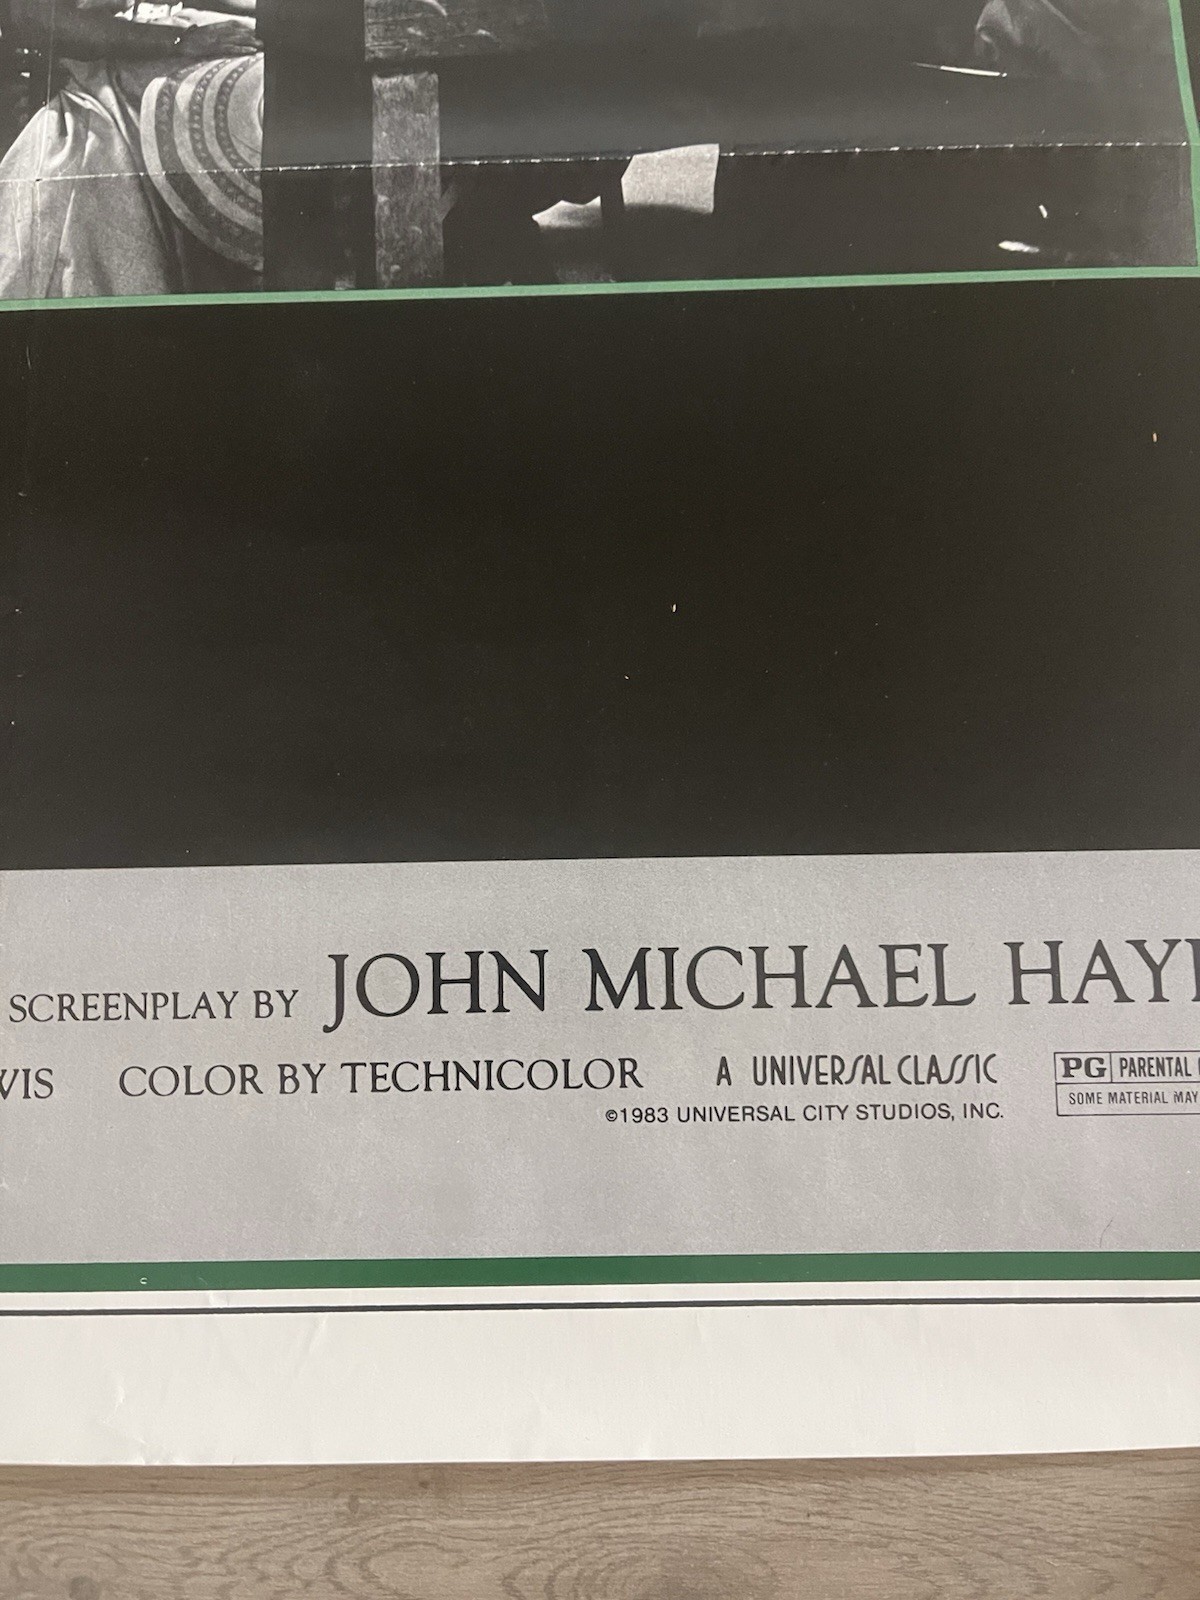 SCREENPLAY BY JOHN MICHAEL HAY
COLOR BY TECHNICOLOR A UNIVERSAL CLASSIC PG PARENTAL
SOME MATERIAL MAY
©1983 UNIVERSAL CITY STUDIOS, INC.